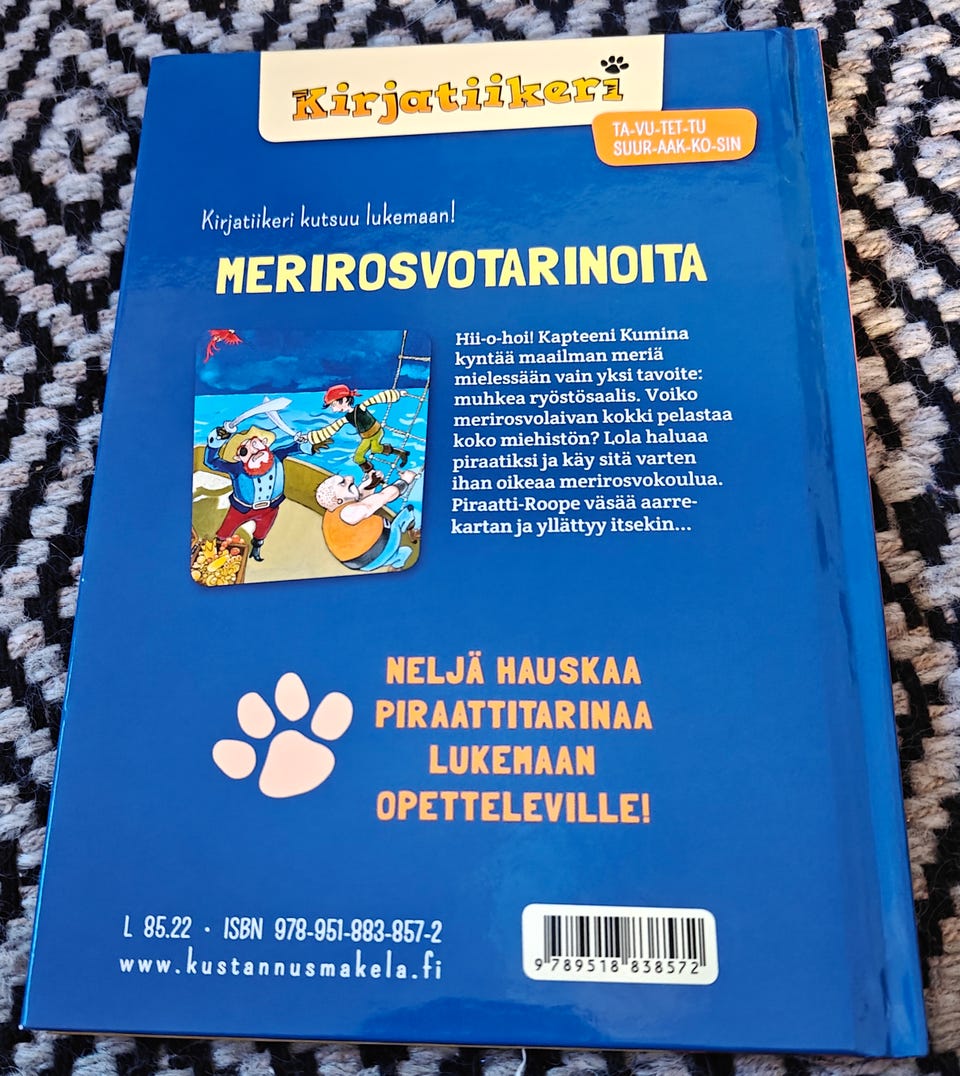 Kirjatiikeri
TA-VU-TET-TU
SUUR-AAK-KO-SIN
Kirjatiikeri kutsuu lukemaan!
MERIROSVOTARINOITA
Hii-o-hoi! Kapteeni Kumina
kyntää maailman meriä
mielessään vain yksi tavoite:
muhkea ryöstösaalis. Voiko
merirosvolaivan kokki pelastaa
koko miehistön? Lola haluaa
piraatiksi ja käy sitä varten
ihan oikeaa merirosvokoulua.
Piraatti-Roope väsää aarre-
kartan ja yllättyy itsekin...
NELJÄ HAUSKAA
PIRAATTITARINAA
LUKEMAAN
OPETTELEVILLE!
L 85.22 · ISBN 978-951-883-857-2
www.kustannusmakela.fi
9 789518 838572